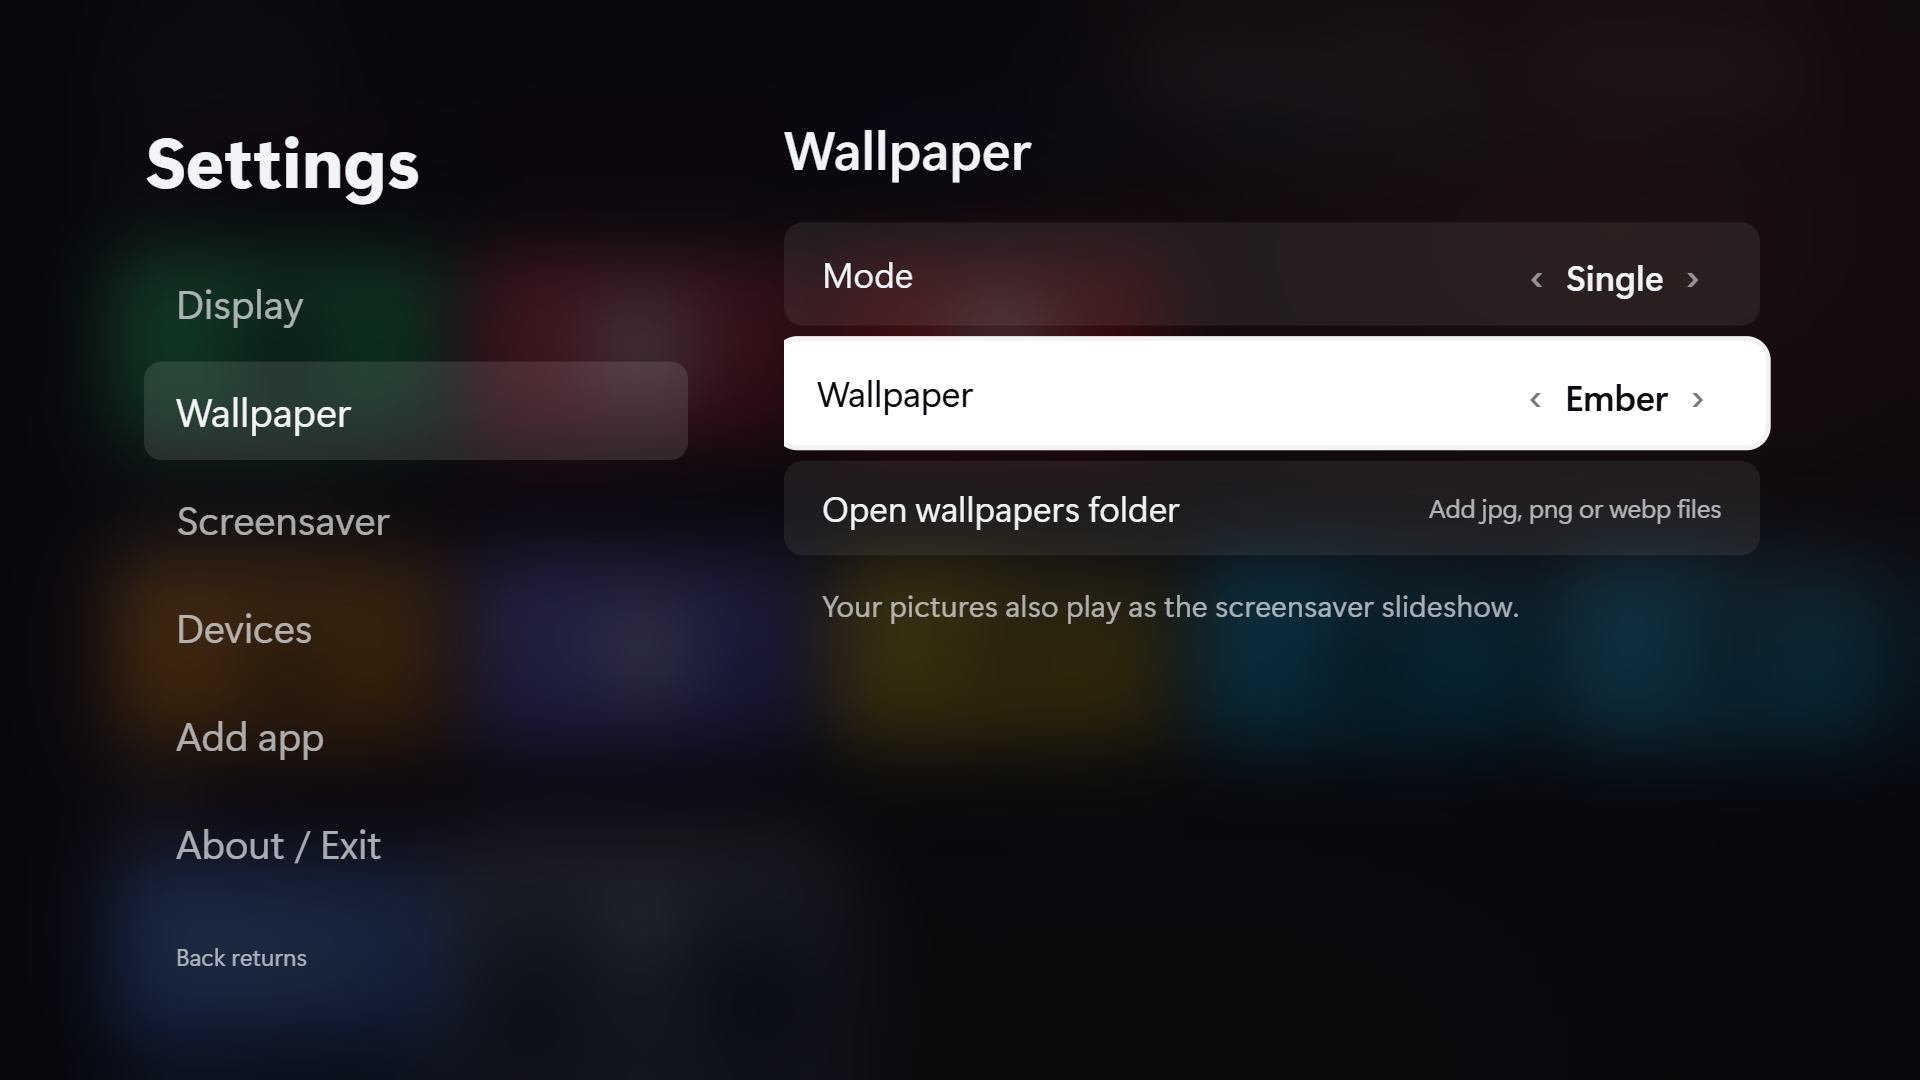 Settings
Display
Wallpaper
Screensaver
Devices
Add app
About / Exit
Back returns
Wallpaper
Mode
‹ Single ›
Wallpaper
‹ Ember ›
Open wallpapers folder
Add jpg, png or webp files
Your pictures also play as the screensaver slideshow.